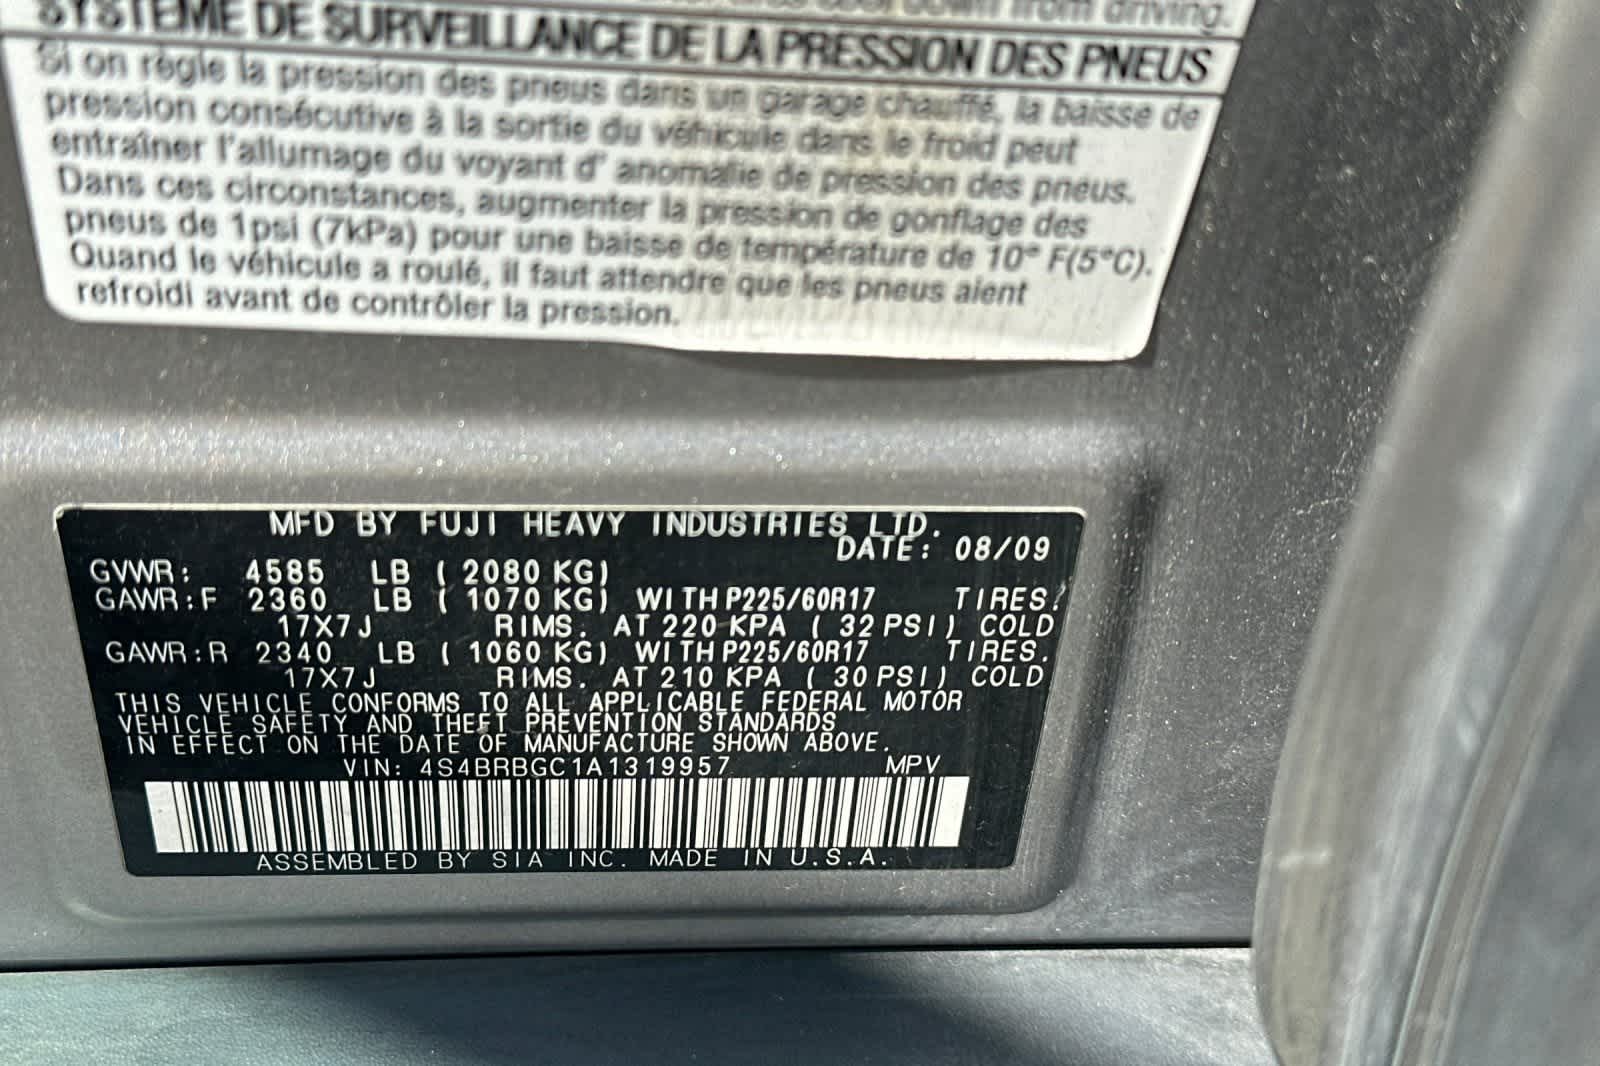 down from driving.
SYSTÈME DE SURVEILLANCE DE LA PRESSION DES PNEUS
Si on règle la pression des pneus dans un garage chauffé, la baisse de
pression consécutive à la sortie du véhicule dans le froid peut
entraîner l'allumage du voyant d' anomalie de pression des pneus.
Dans ces circonstances, augmenter la pression de gonflage des
pneus de 1psi (7kPa) pour une baisse de température de 10° F(5°C).
Quand le véhicule a roulé, il faut attendre que les pneus aient
refroidi avant de contrôler la pression.
MFD BY FUJI HEAVY INDUSTRIES LTD.
DATE: 08/09
GVWR: 4585 LB ( 2080 KG)
GAWR:F 2360 LB ( 1070 KG) WITH P225/60R17 TIRES.
17X7J RIMS. AT 220 KPA ( 32 PSI) COLD
GAWR:R 2340 LB ( 1060 KG) WITH P225/60R17 TIRES.
17X7J RIMS. AT 210 KPA ( 30 PSI) COLD
THIS VEHICLE CONFORMS TO ALL APPLICABLE FEDERAL MOTOR
VEHICLE SAFETY AND THEFT PREVENTION STANDARDS
IN EFFECT ON THE DATE OF MANUFACTURE SHOWN ABOVE.
VIN: 4S4BRBGC1A1319957 MPV
ASSEMBLED BY SIA INC. MADE IN U.S.A.